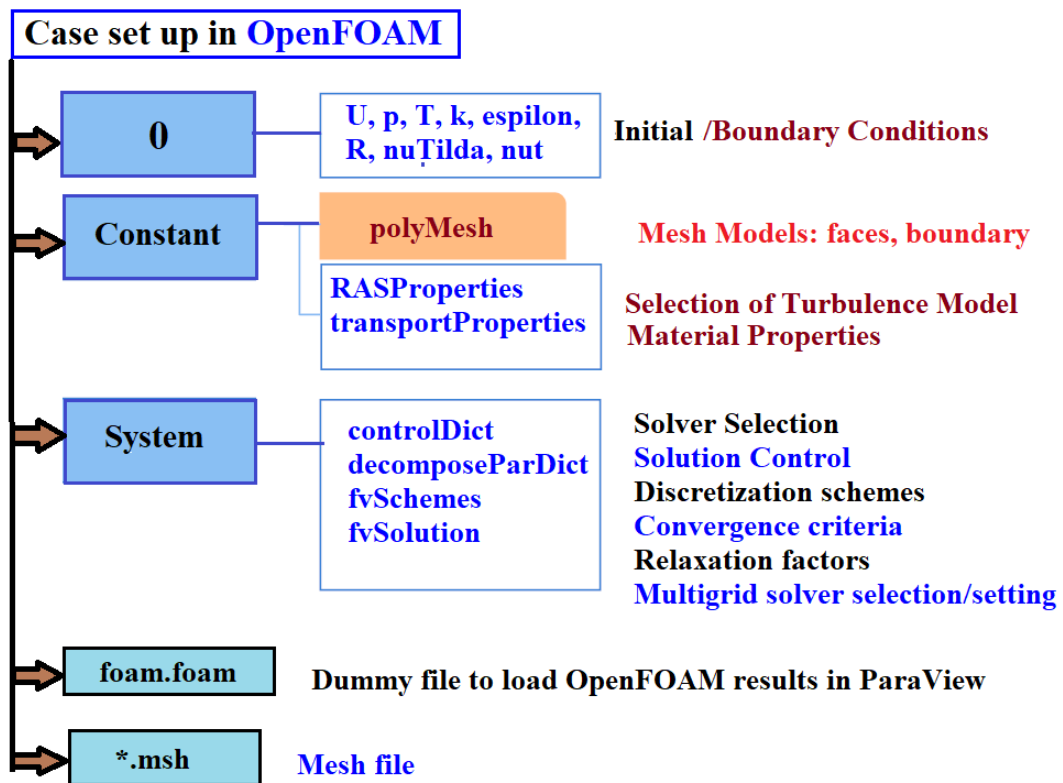 Case set up in OpenFOAM
0
U, p, T, k, espilon,
R, nuTilda, nut
Initial /Boundary Conditions
Constant
polyMesh
Mesh Models: faces, boundary
RASProperties
transportProperties
Selection of Turbulence Model
Material Properties
System
controlDict
decomposeParDict
fvSchemes
fvSolution
Solver Selection
Solution Control
Discretization schemes
Convergence criteria
Relaxation factors
Multigrid solver selection/setting
foam.foam
Dummy file to load OpenFOAM results in ParaView
*.msh
Mesh file